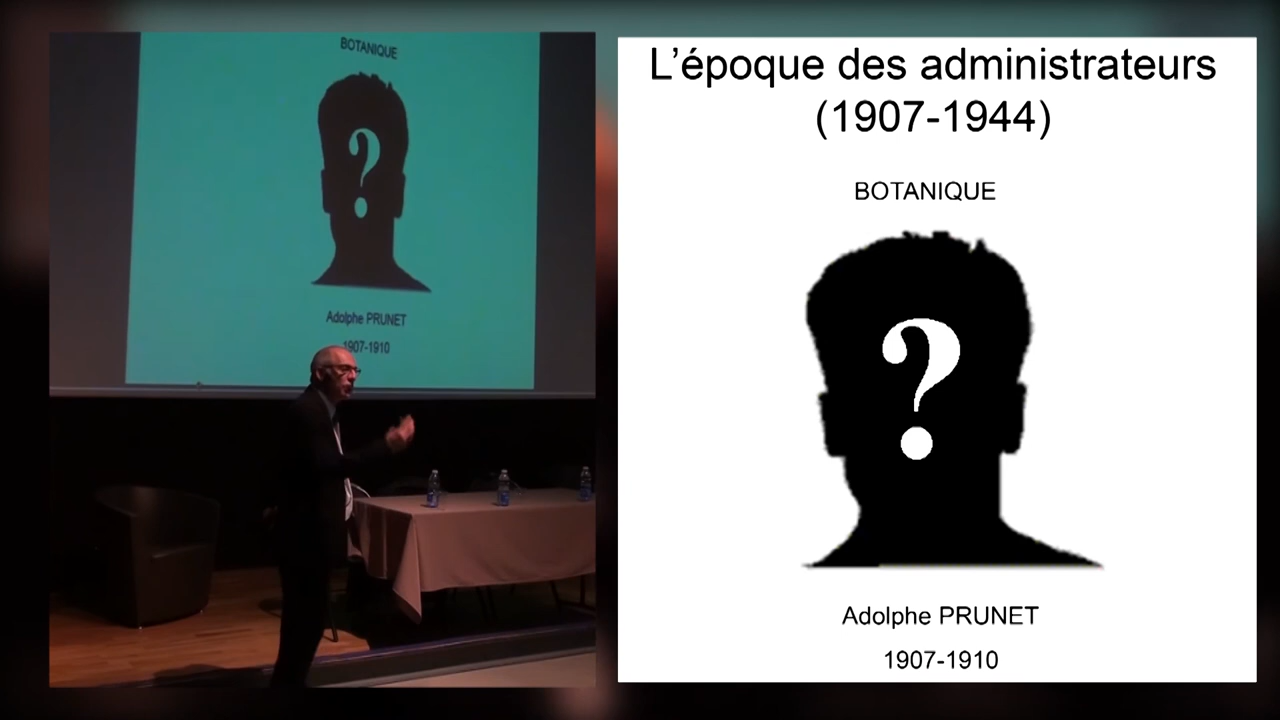 BOTANIQUE
?
Adolphe PRUNET
1907-1910
L'époque des administrateurs
(1907-1944)
BOTANIQUE
?
Adolphe PRUNET
1907-1910